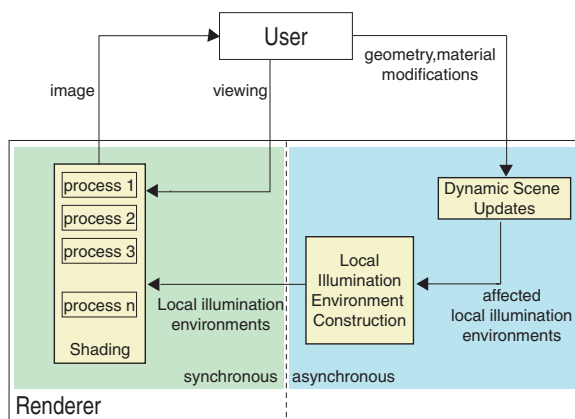 User
geometry,material
modifications
image
viewing
process 1
process 2
process 3
process n
Shading
Dynamic Scene
Updates
Local
Illumination
Environment
Construction
Local illumination
environments
affected
local illumination
environments
synchronous
asynchronous
Renderer